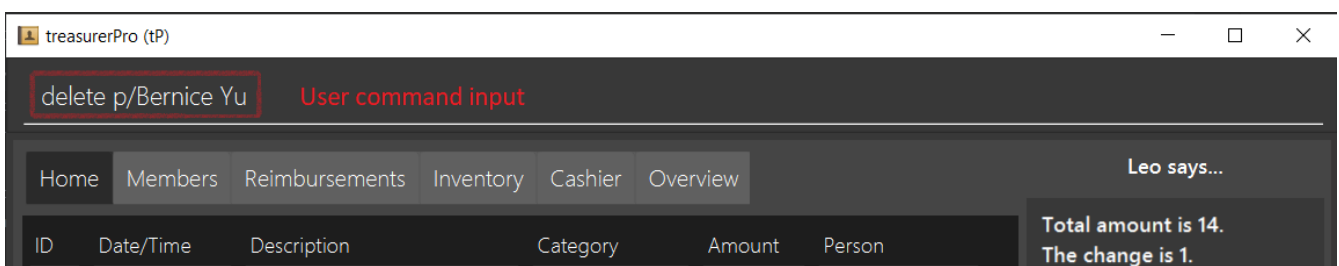 treasurerPro (tP)
delete p/Bernice Yu User command input
Home Members Reimbursements Inventory Cashier Overview
Leo says...
ID Date/Time Description Category Amount Person
Total amount is 14.
The change is 1.